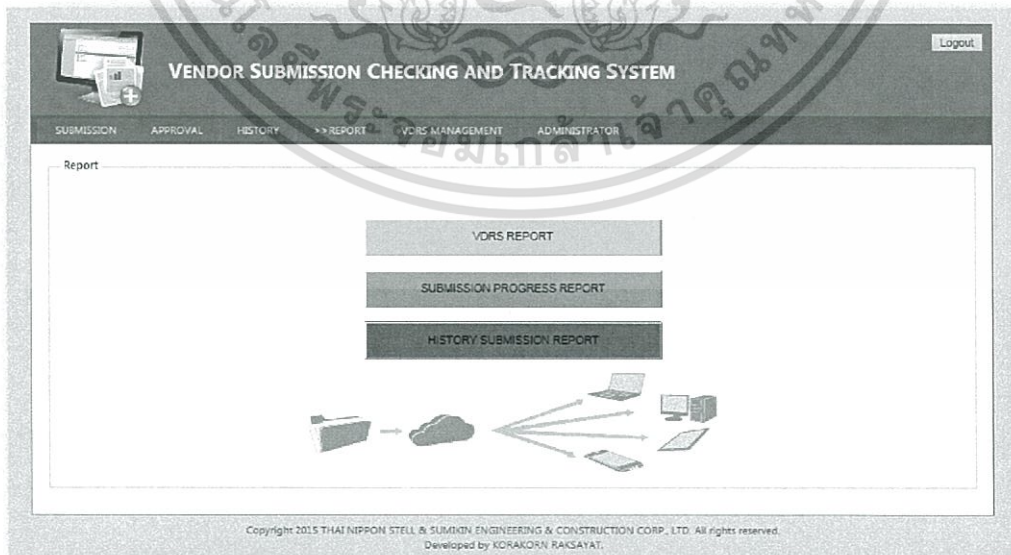 Logout
VENDOR SUBMISSION CHECKING AND TRACKING SYSTEM
SUBMISSION APPROVAL HISTORY >>REPORT VDRS MANAGEMENT ADMINISTRATOR
Report
VDRS REPORT
SUBMISSION PROGRESS REPORT
HISTORY SUBMISSION REPORT
Copyright 2015 THAI NIPPON STELL & SUMIKIN ENGINEERING & CONSTRUCTION CORP., LTD. All rights reserved.
Developed by KORAKORN RAKSAYAT.